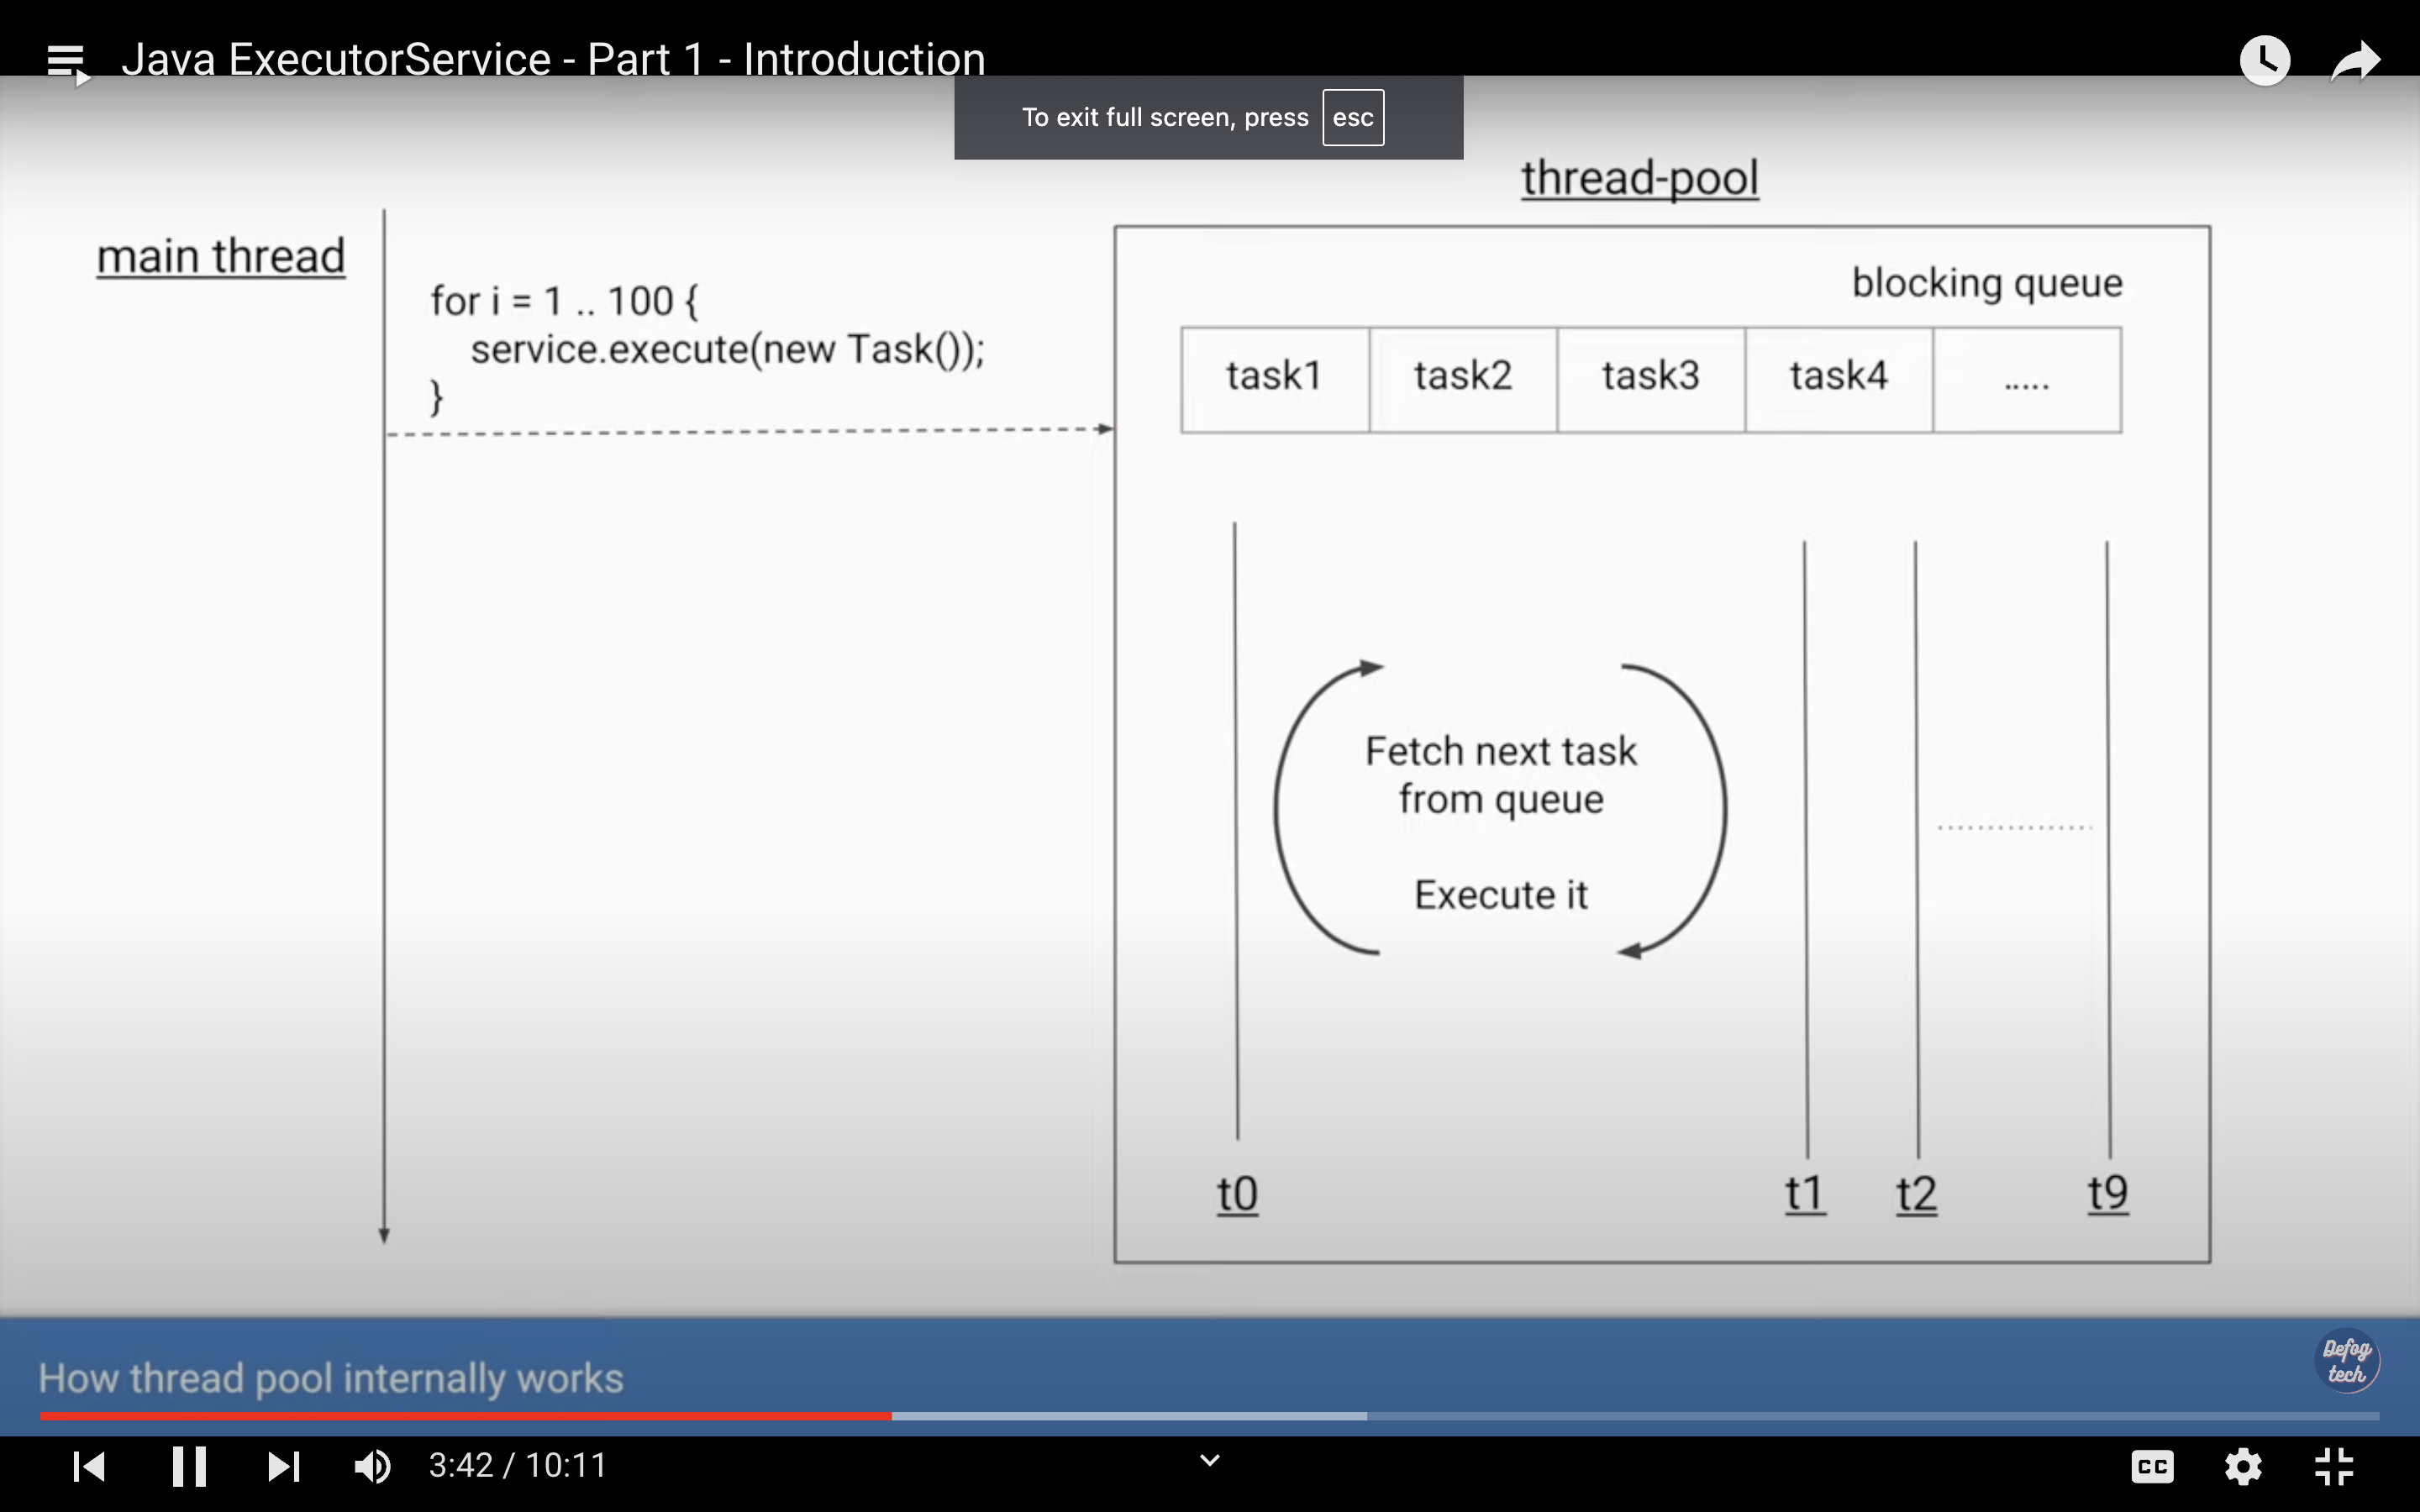 Java ExecutorService - Part 1 - Introduction
To exit full screen, press esc
thread-pool
main thread
for i = 1 .. 100 {
service.execute(new Task());
}
blocking queue
task1 task2 task3 task4 .....
Fetch next task
from queue
Execute it
t0 t1 t2 t9
How thread pool internally works
Defog
tech
3:42 / 10:11
CC